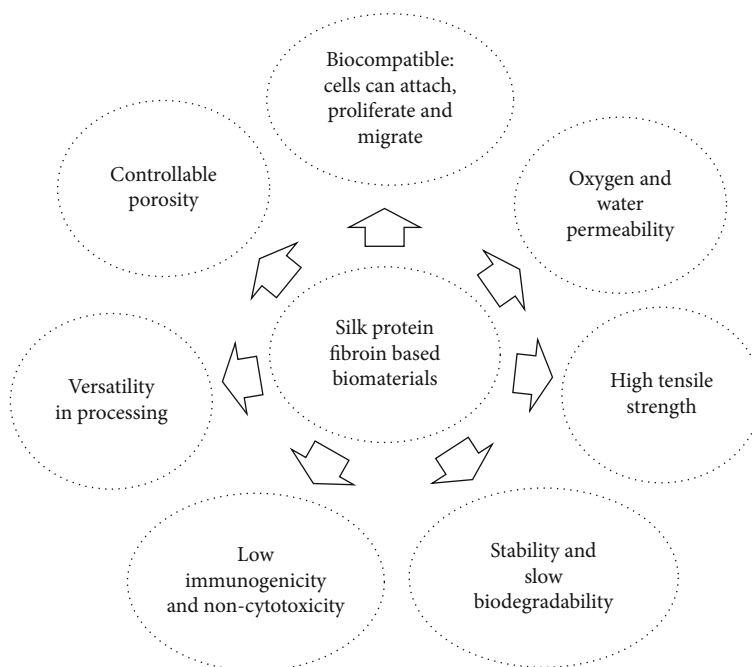 Biocompatible:
cells can attach,
proliferate and
migrate
Controllable
porosity
Oxygen and
water
permeability
Silk protein
fibroin based
biomaterials
Versatility
in processing
High tensile
strength
Low
immunogenicity
and non-cytotoxicity
Stability and
slow
biodegradability